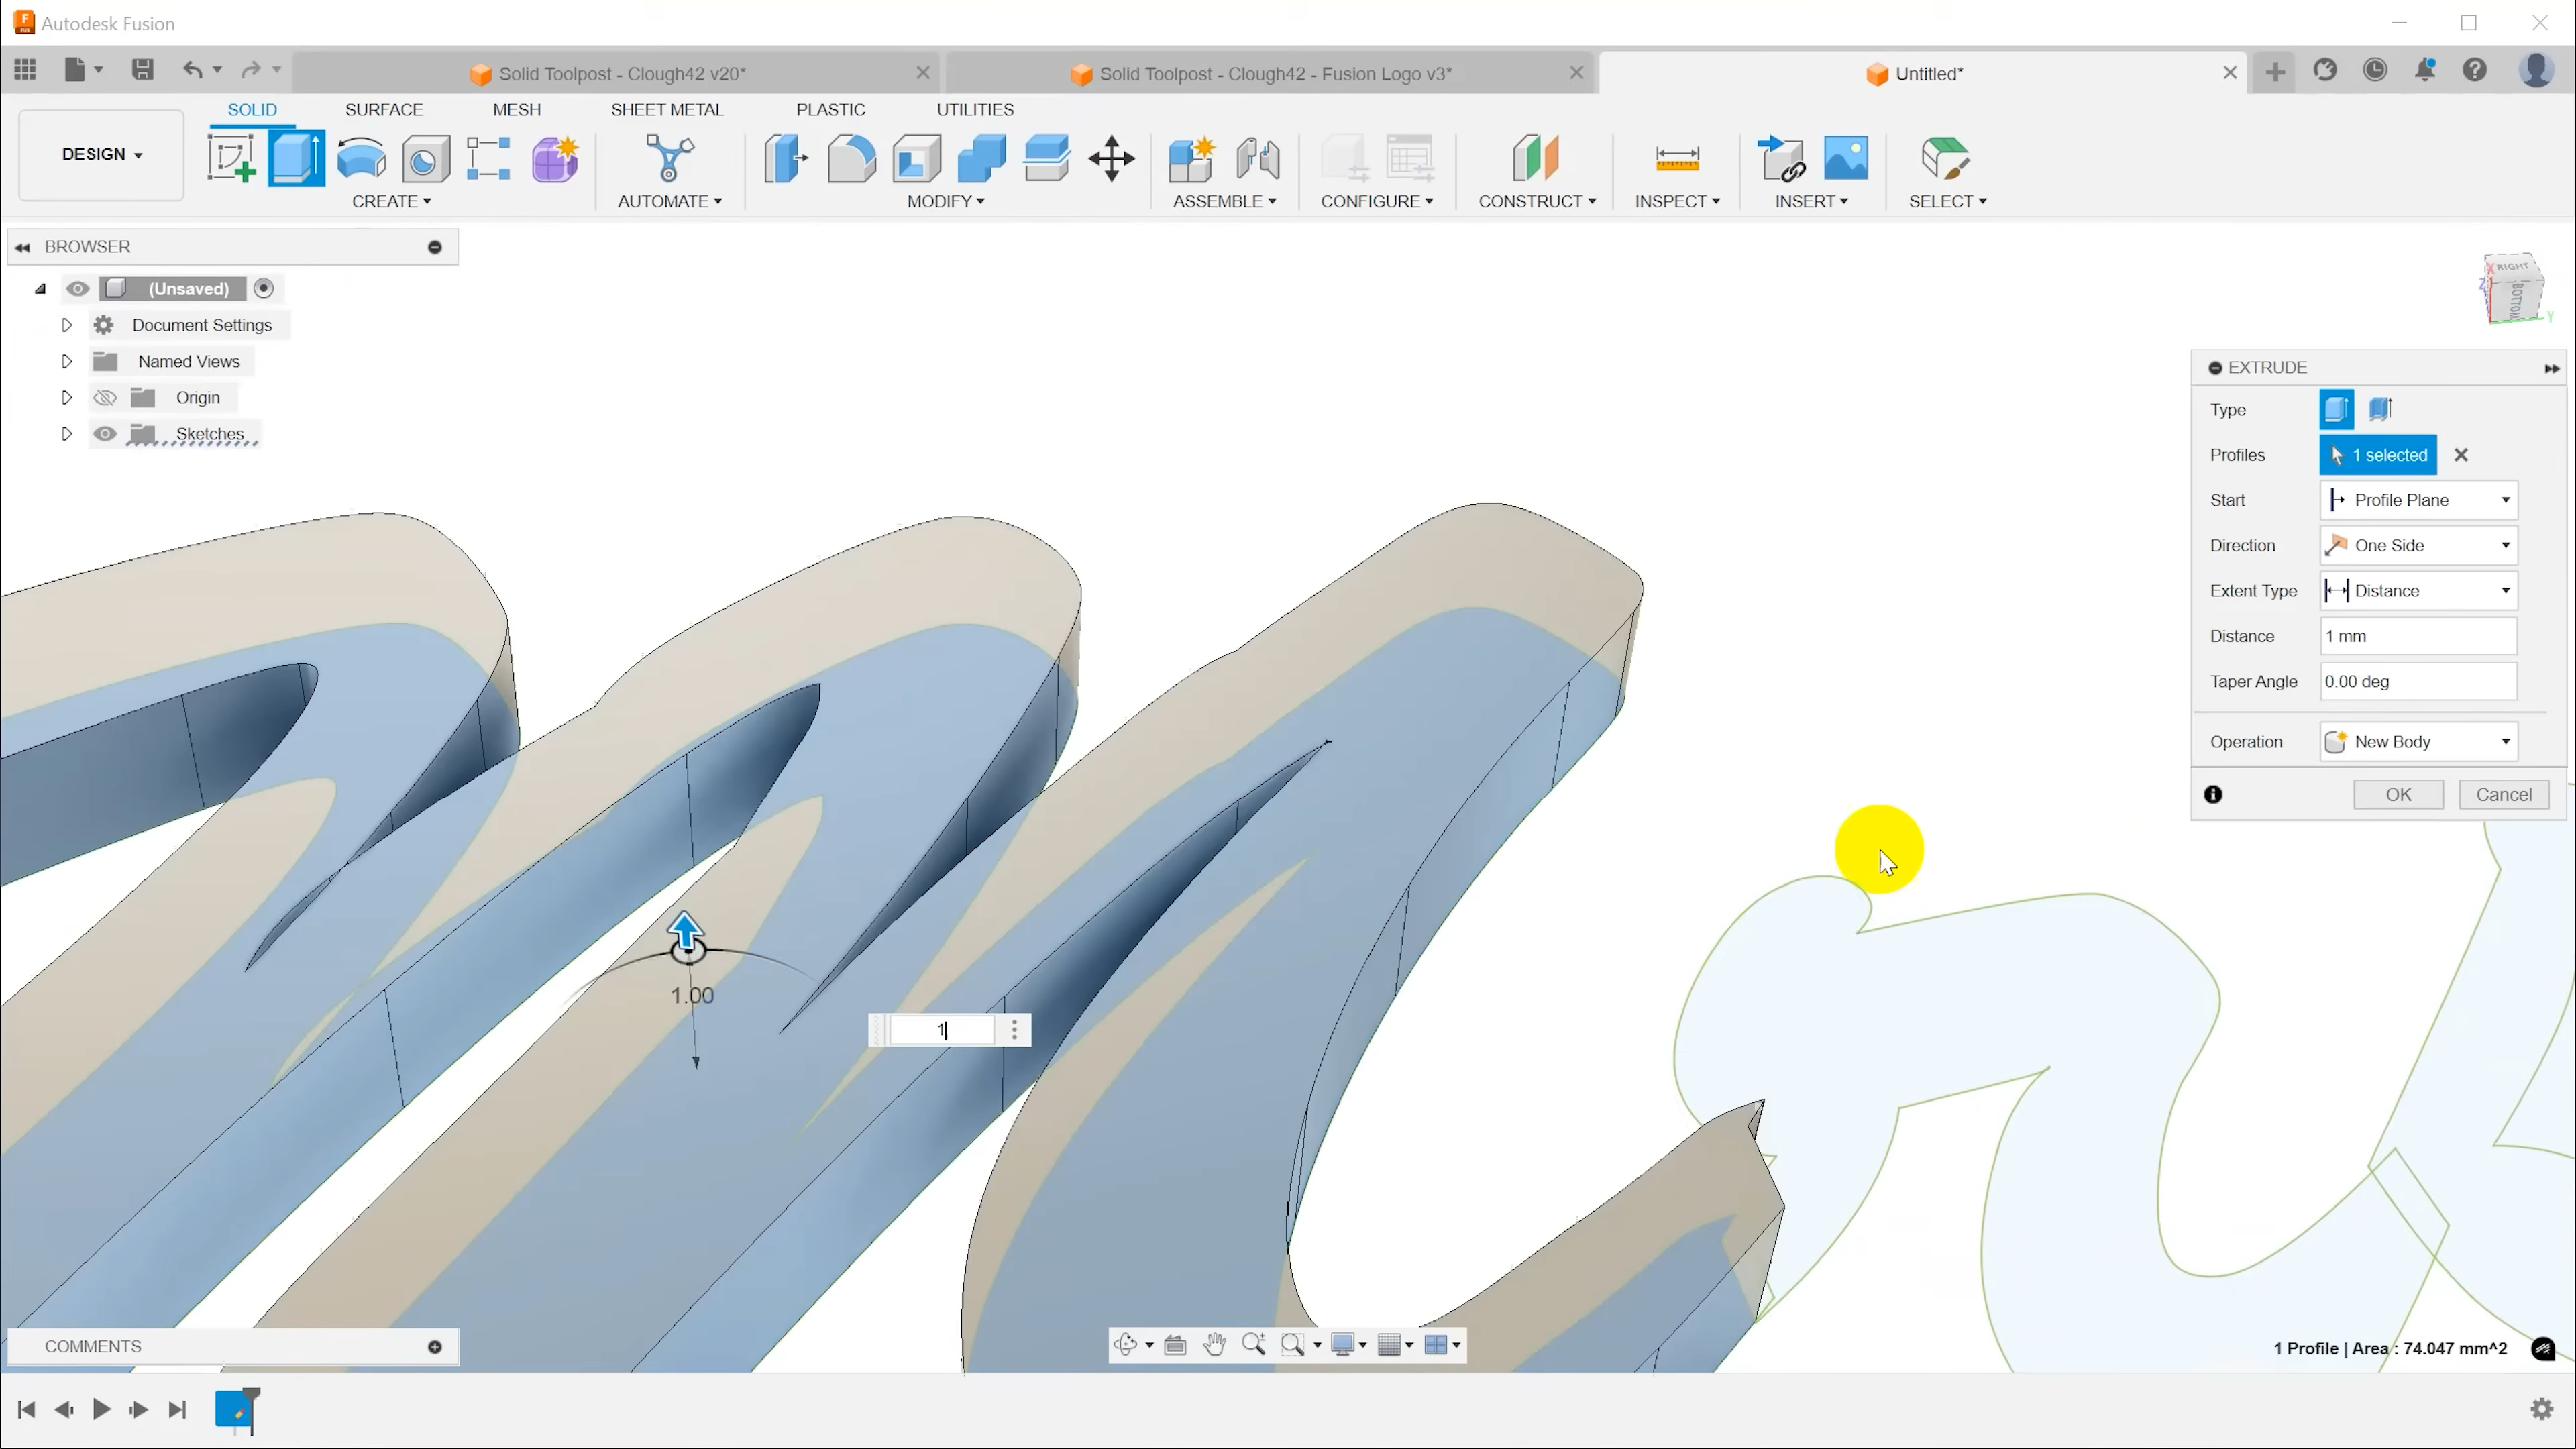 Autodesk Fusion
Solid Toolpost - Clough42 v20*
Solid Toolpost - Clough42 - Fusion Logo v3*
Untitled*
SOLID SURFACE MESH SHEET METAL PLASTIC UTILITIES
DESIGN
CREATE AUTOMATE MODIFY ASSEMBLE CONFIGURE CONSTRUCT INSPECT INSERT SELECT
BROWSER
(Unsaved)
Document Settings
Named Views
Origin
Sketches
RIGHT
BOTTOM
X
Z
Y
EXTRUDE
Type
Profiles 1 selected
Start Profile Plane
Direction One Side
Extent Type Distance
Distance 1 mm
Taper Angle 0.00 deg
Operation New Body
OK Cancel
1.00
1
COMMENTS
1 Profile | Area : 74.047 mm^2